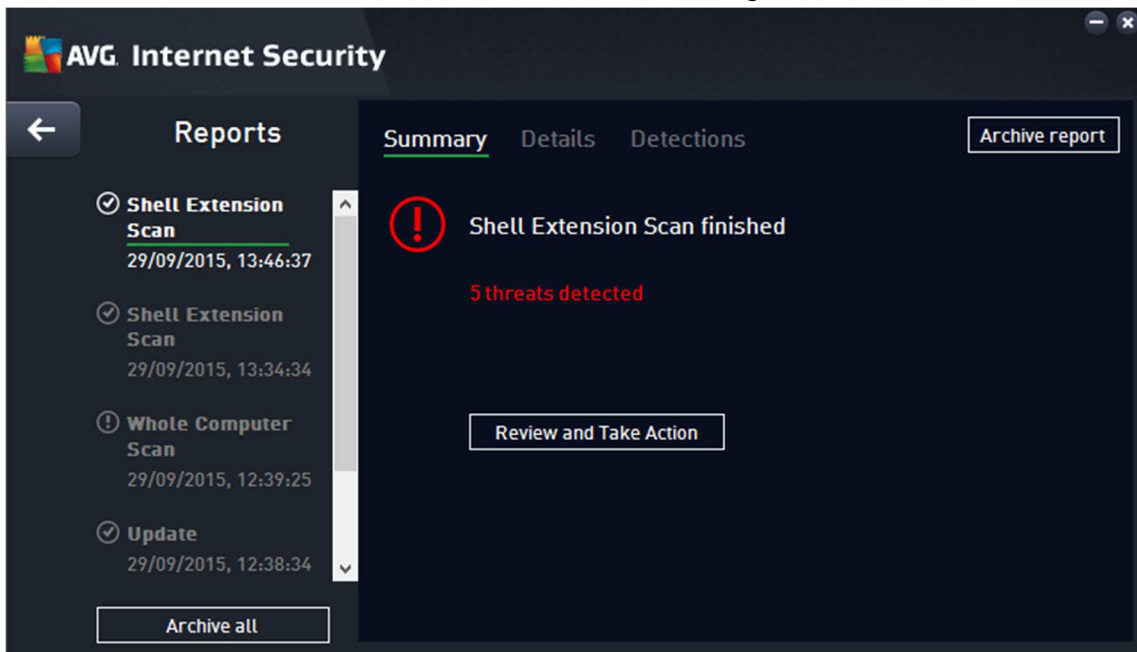 AVG. Internet Security
Reports
Shell Extension
Scan
29/09/2015, 13:46:37
Shell Extension
Scan
29/09/2015, 13:34:34
Whole Computer
Scan
29/09/2015, 12:39:25
Update
29/09/2015, 12:38:34
Archive all
Summary Details Detections
Archive report
Shell Extension Scan finished
5 threats detected
Review and Take Action